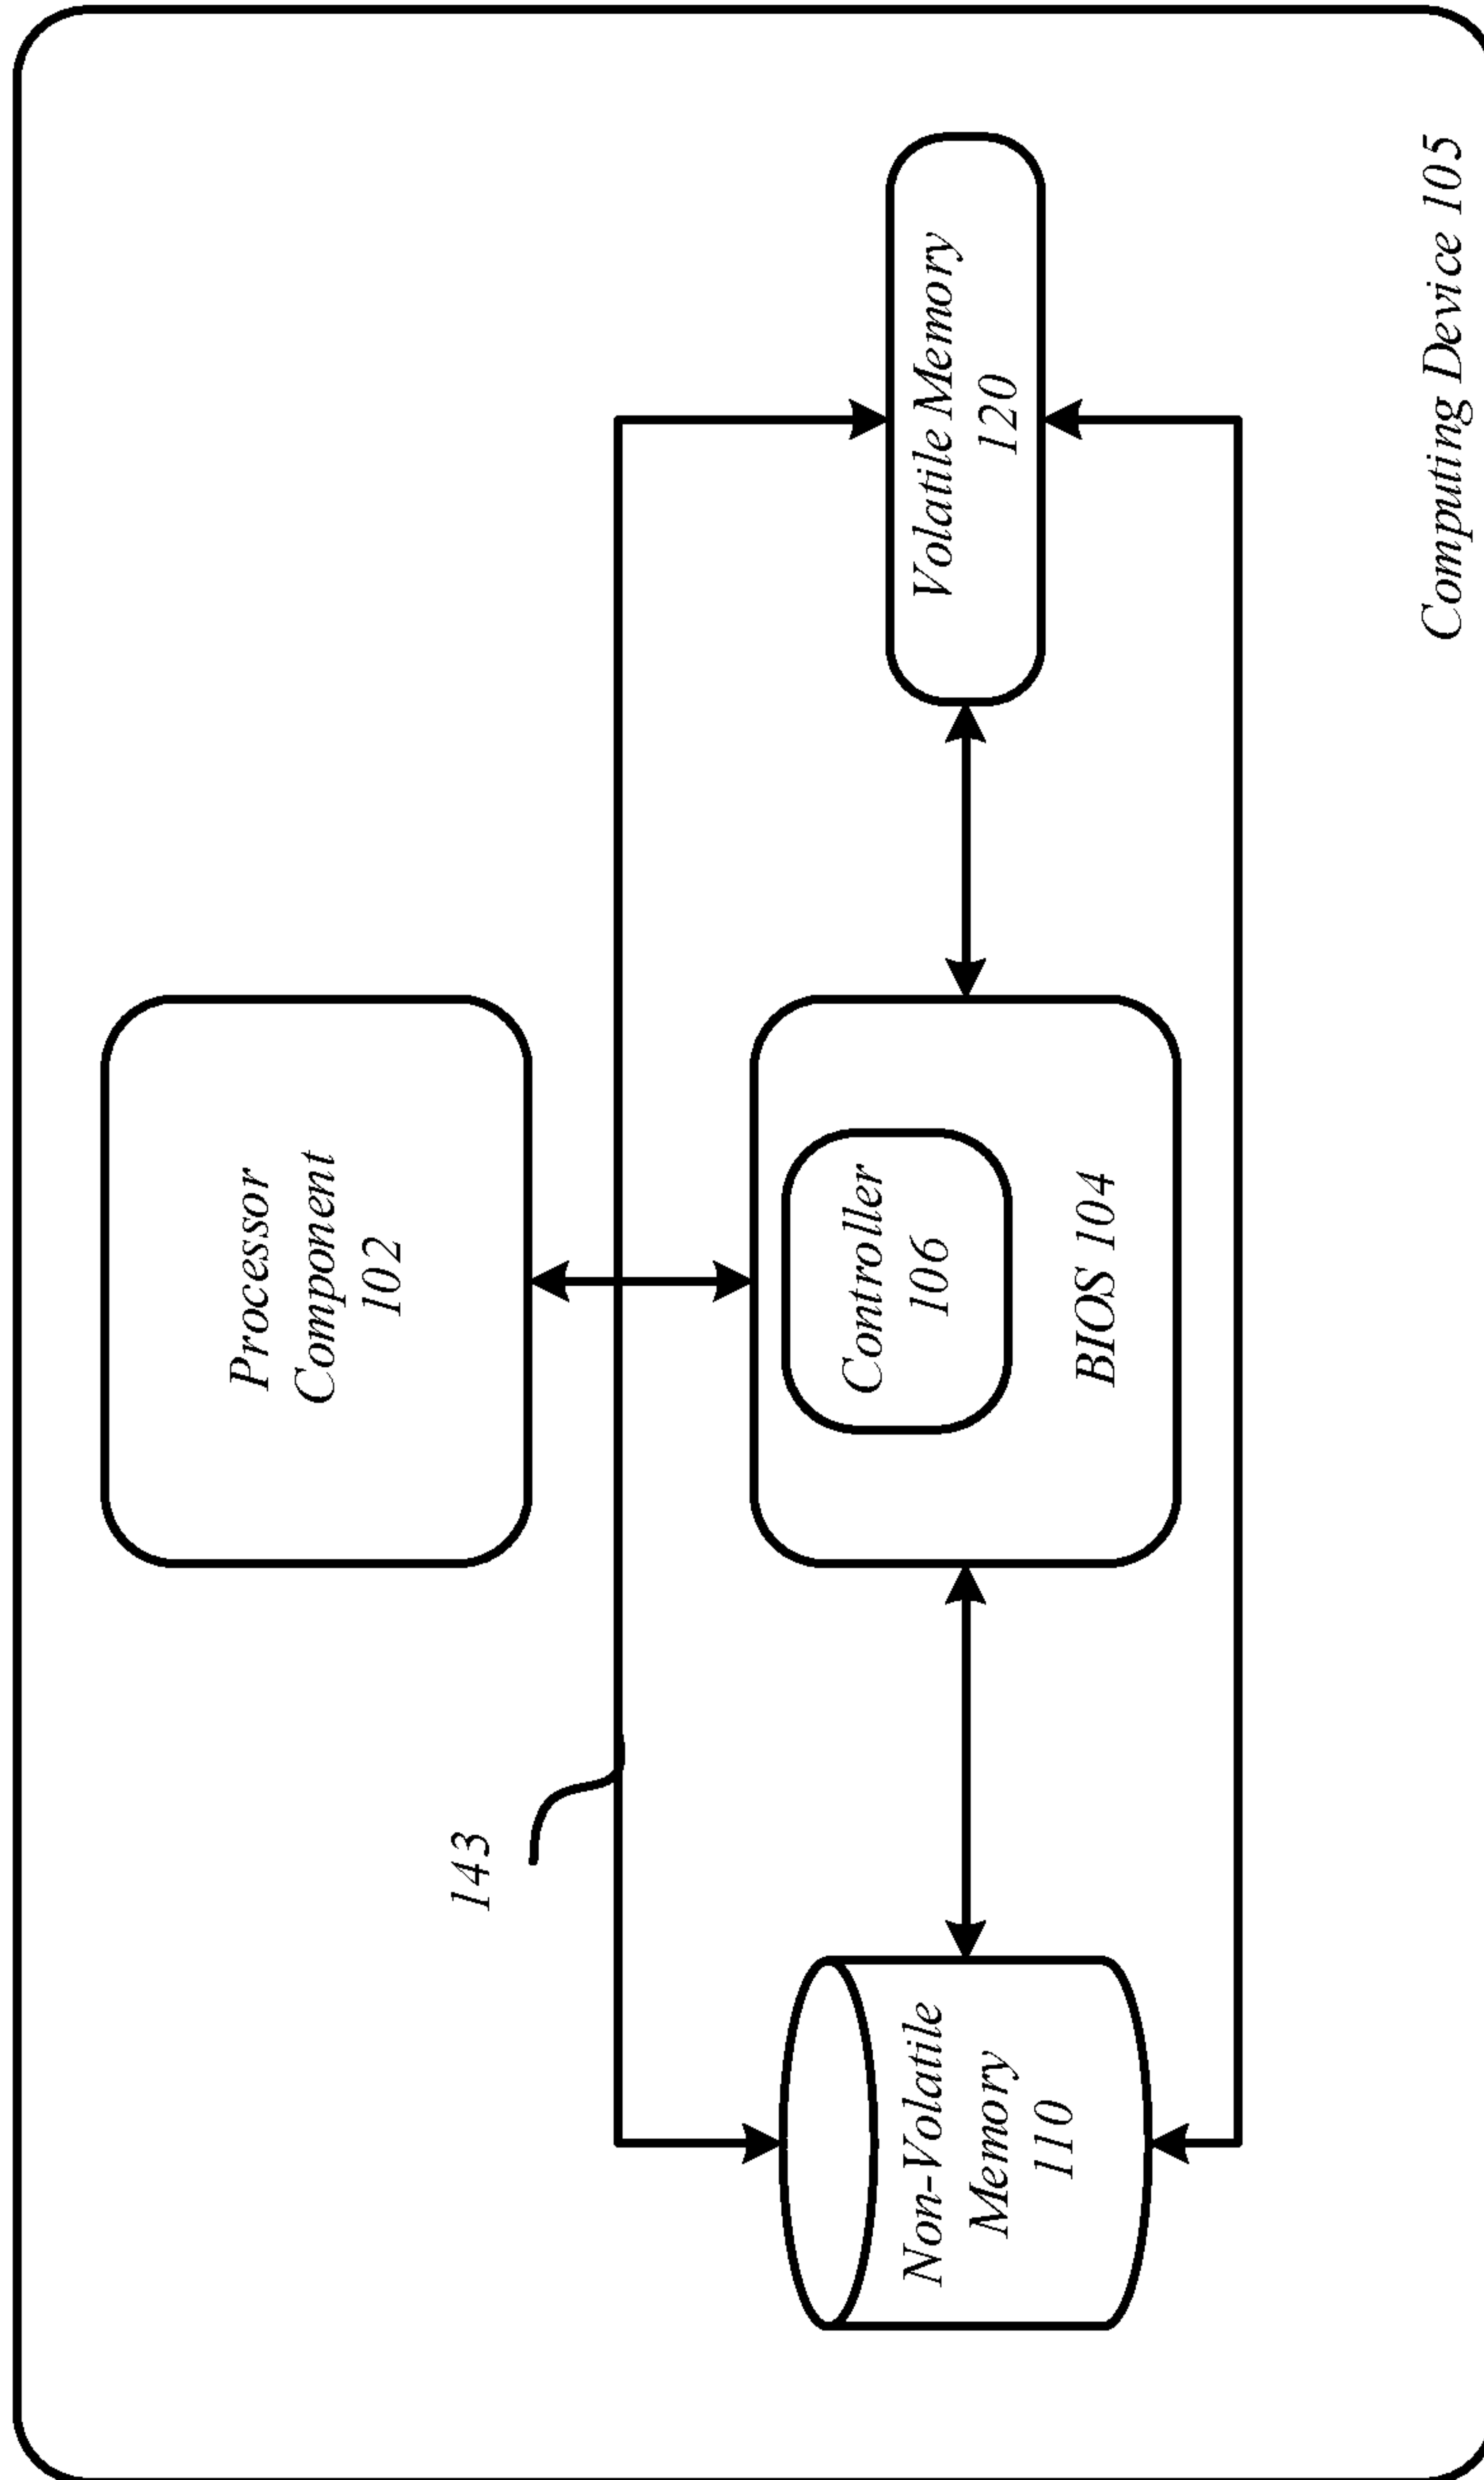 Processor
Component
102
143
Non-Volatile
Memory
110
Controller
106
BIOS 104
Volatile Memory
120
Computing Device 105